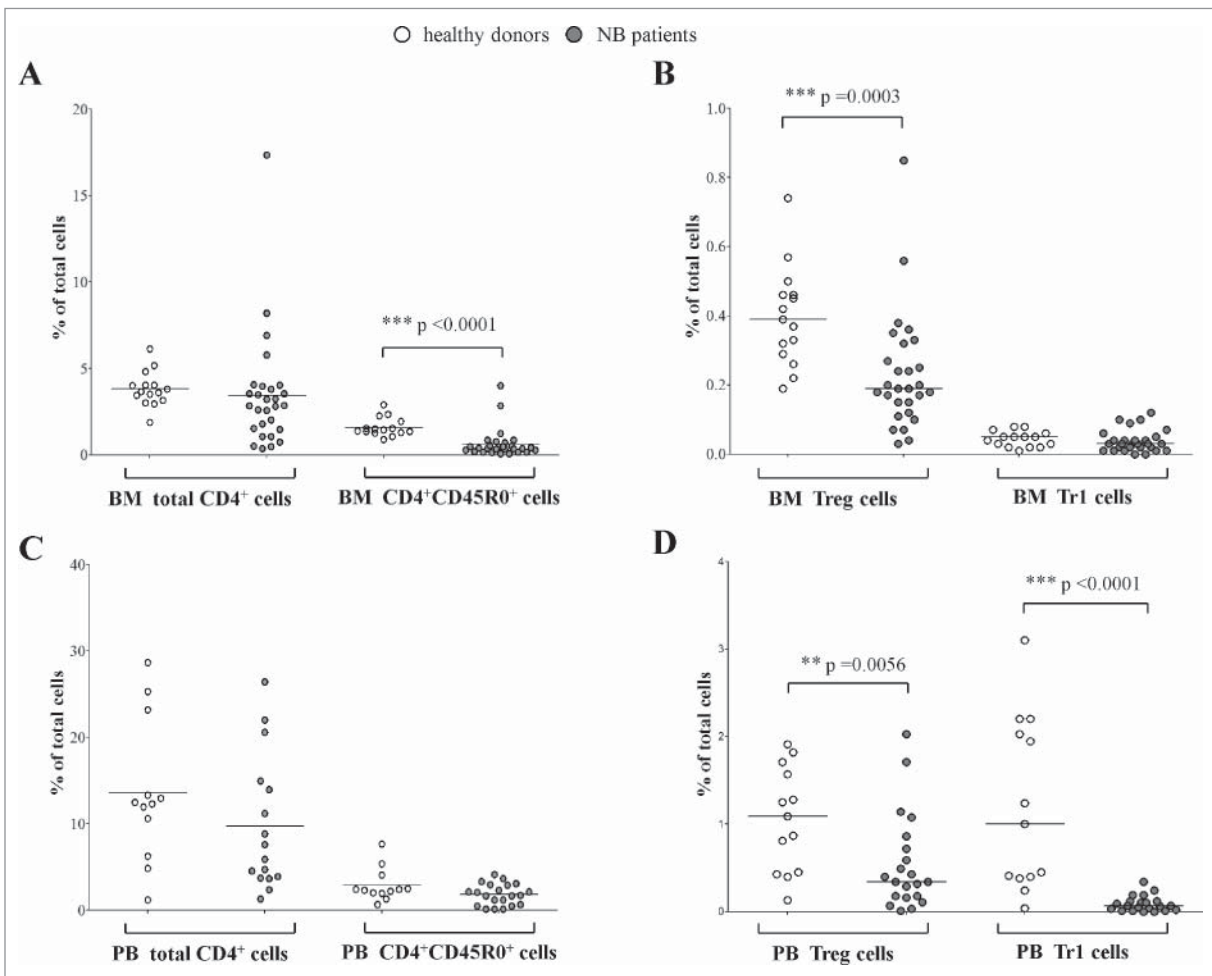 healthy donors NB patients
A
20
15
10
5
0
% of total cells
*** p <0.0001
BM total CD4⁺ cells
BM CD4⁺CD45R0⁺ cells
B
1.0
0.8
0.6
0.4
0.2
0.0
% of total cells
*** p =0.0003
BM Treg cells
BM Tr1 cells
C
40
30
20
10
0
% of total cells
PB total CD4⁺ cells
PB CD4⁺CD45R0⁺ cells
D
4
3
2
1
0
% of total cells
** p =0.0056
*** p <0.0001
PB Treg cells
PB Tr1 cells